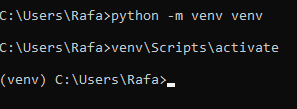 C:\Users\Rafa>python -m venv venv
C:\Users\Rafa>venv\Scripts\activate
(venv) C:\Users\Rafa>